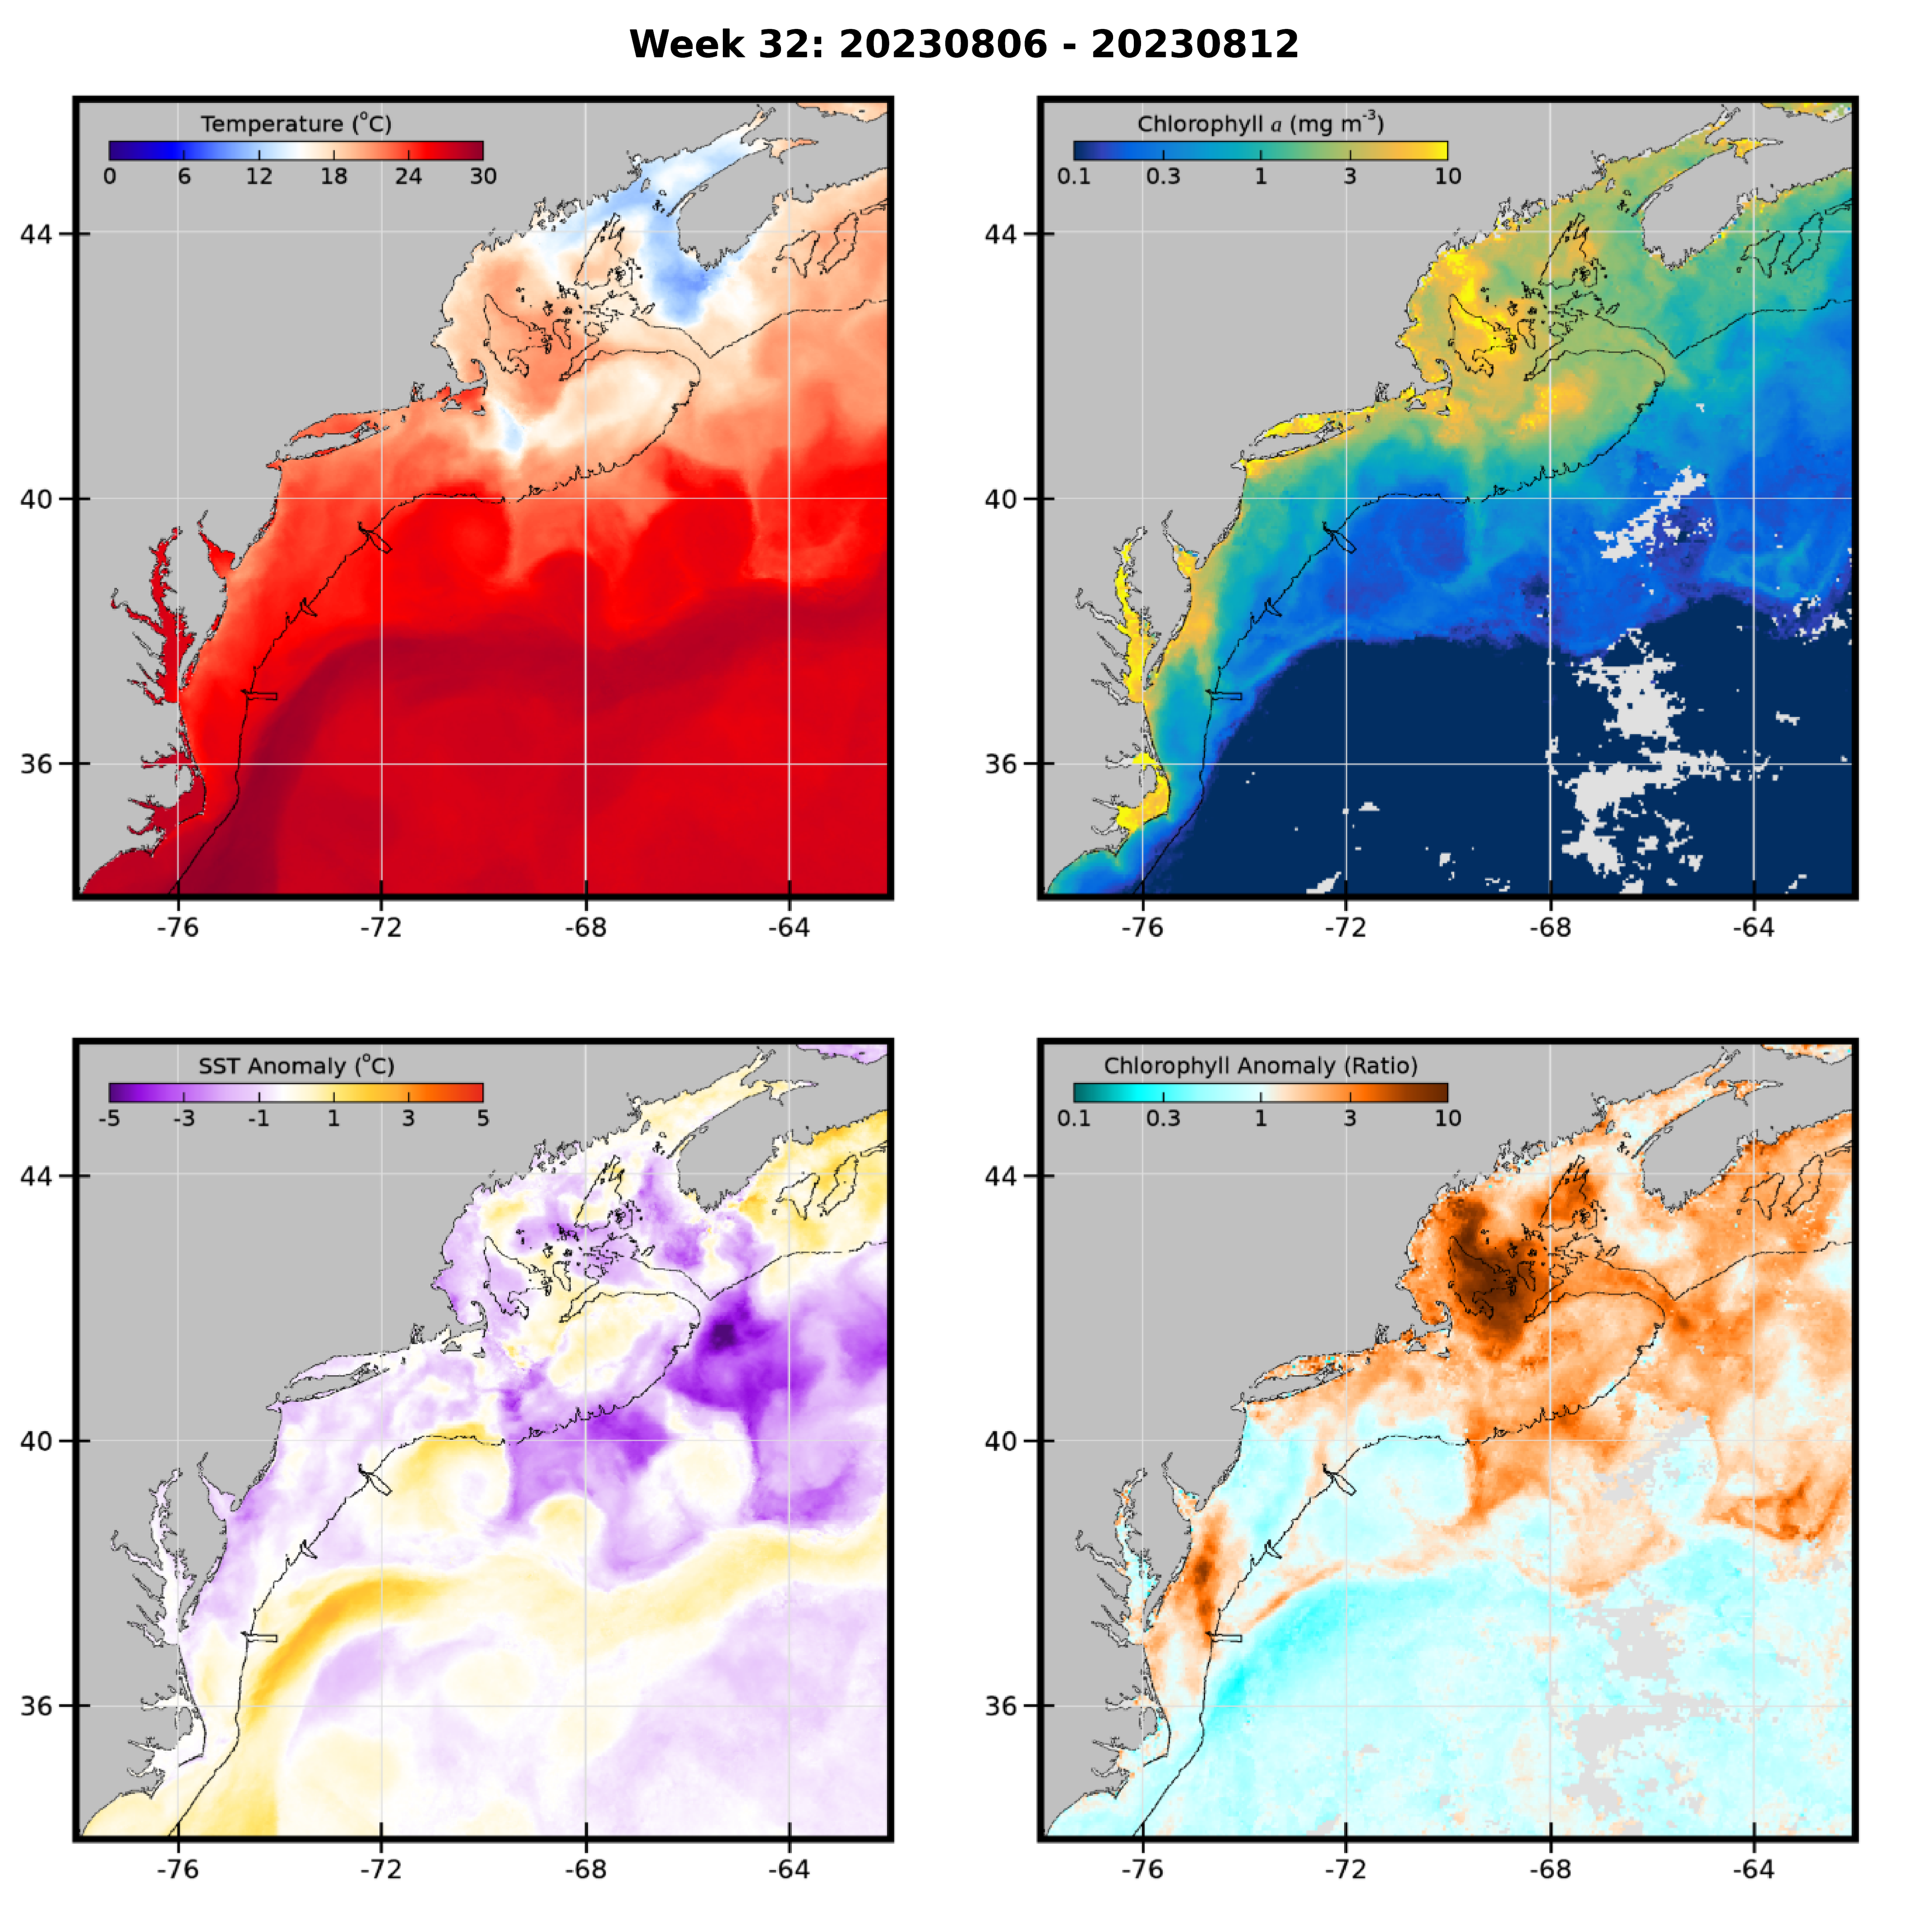 Week 32: 20230806 - 20230812
Temperature (°C)
0 6 12 18 24 30
44
40
36
-76 -72 -68 -64
Chlorophyll a (mg m⁻³)
0.1 0.3 1 3 10
44
40
36
-76 -72 -68 -64
SST Anomaly (°C)
-5 -3 -1 1 3 5
44
40
36
-76 -72 -68 -64
Chlorophyll Anomaly (Ratio)
0.1 0.3 1 3 10
44
40
36
-76 -72 -68 -64